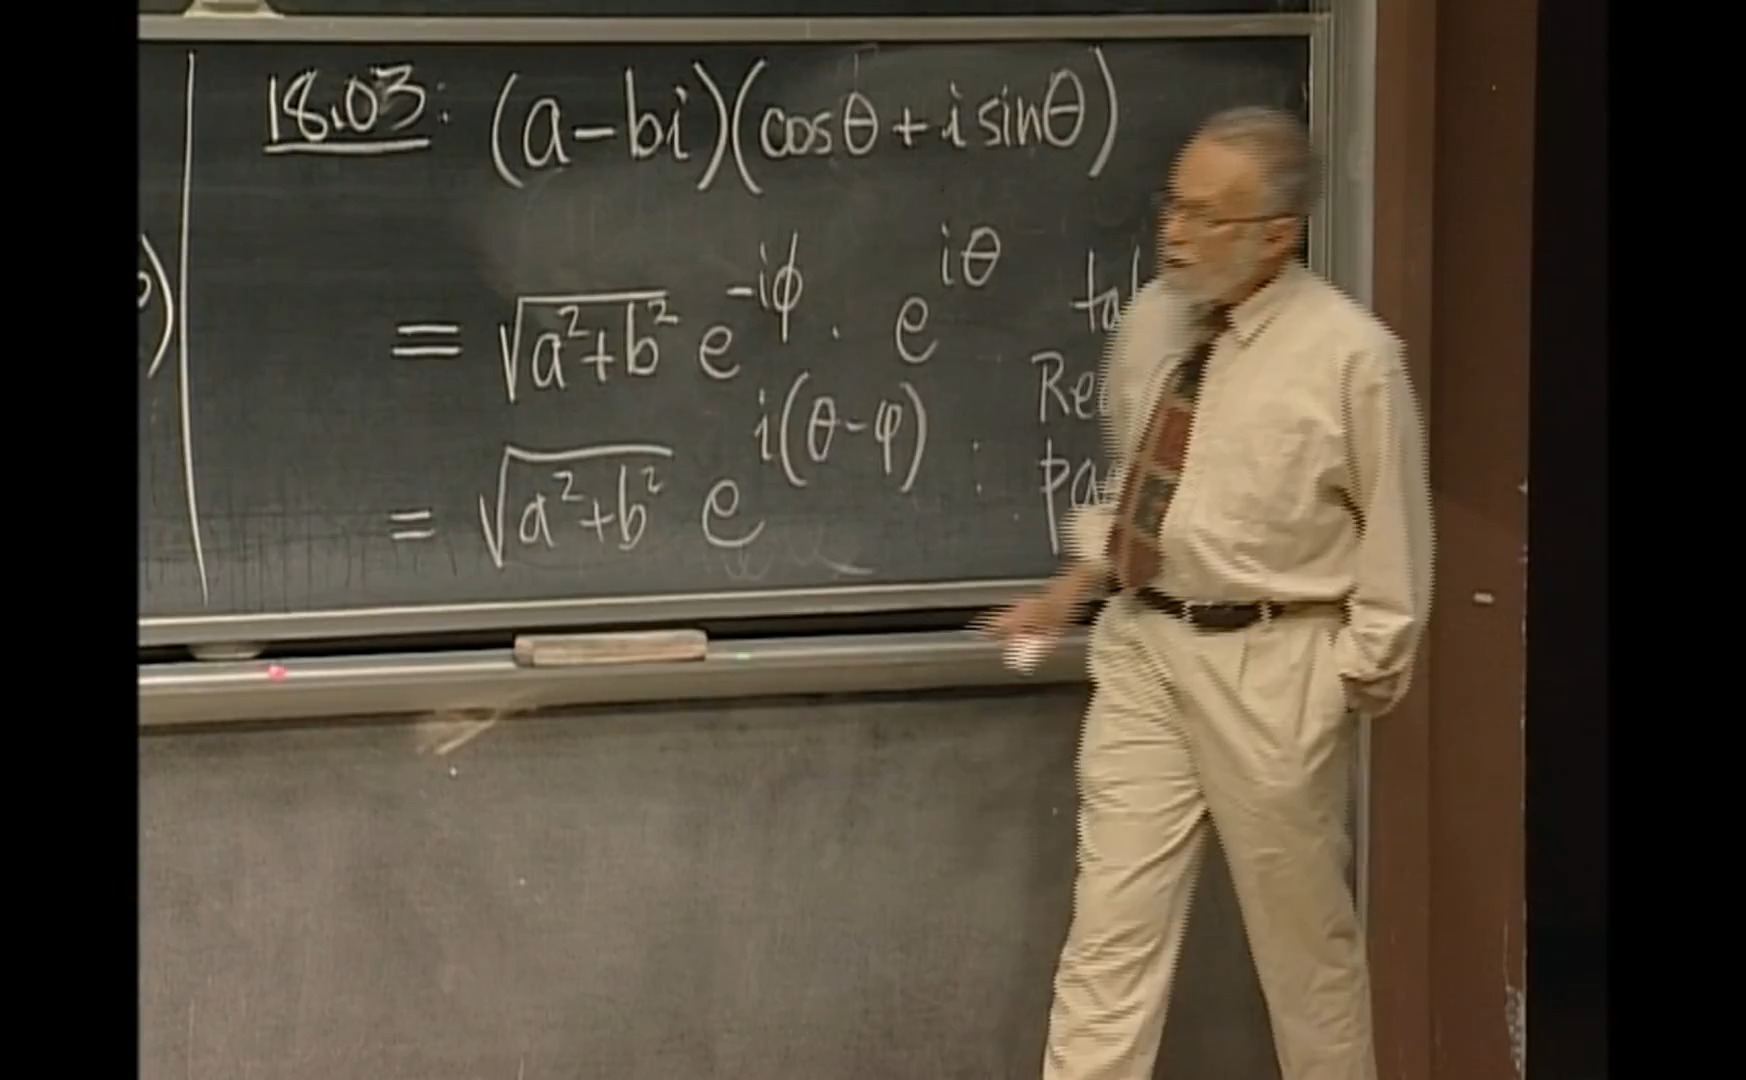 18.03: (a-bi)(cosθ + i sinθ)
= √a²+b² e^-iϕ · e^iθ
= √a²+b² e^i(θ-φ) :